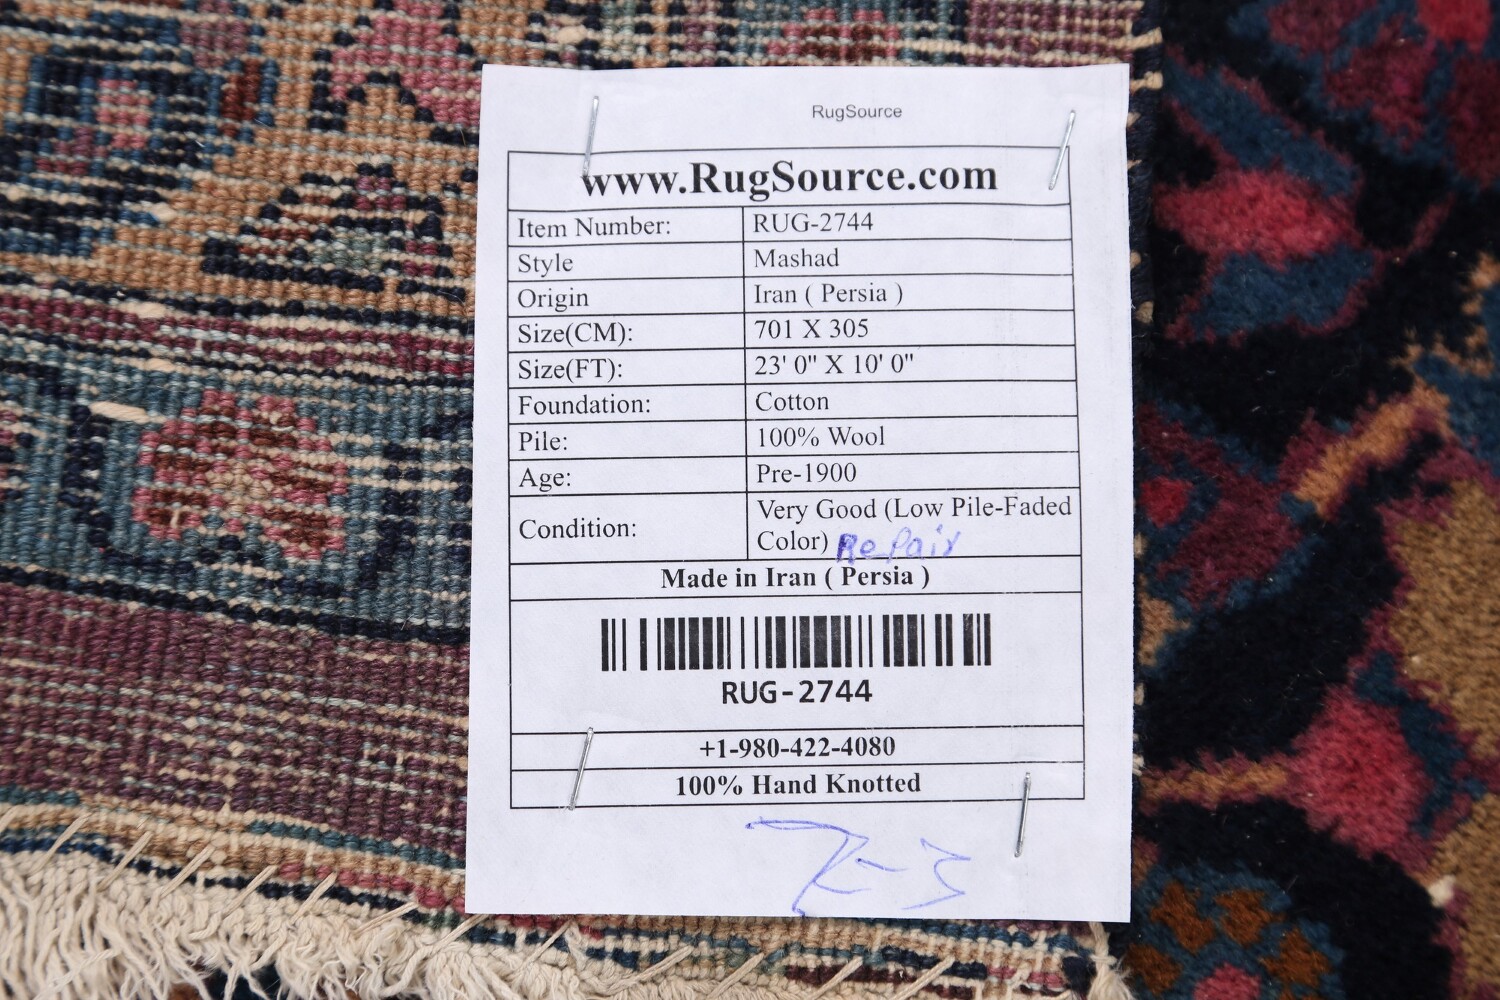 RugSource
www.RugSource.com
Item Number: RUG-2744
Style Mashad
Origin Iran ( Persia )
Size(CM): 701 X 305
Size(FT): 23' 0" X 10' 0"
Foundation: Cotton
Pile: 100% Wool
Age: Pre-1900
Condition: Very Good (Low Pile-Faded
Color) Repair
Made in Iran ( Persia )
RUG-2744
+1-980-422-4080
100% Hand Knotted